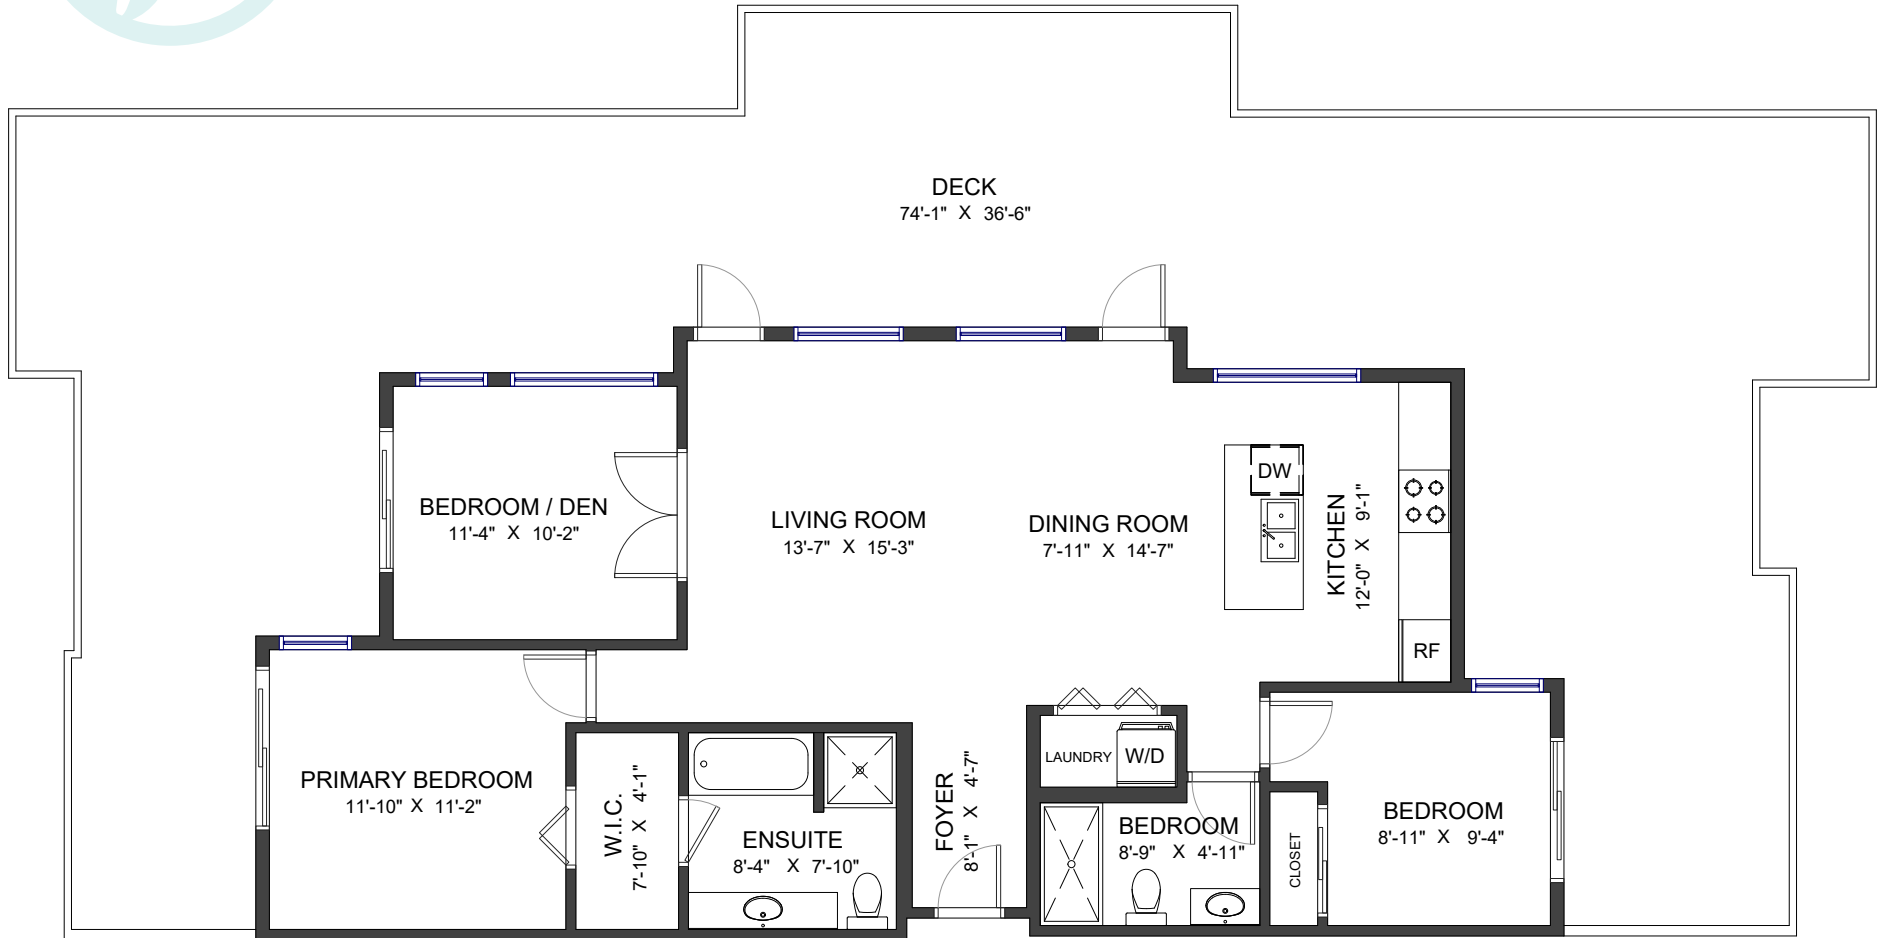 DECK
74'-1" X 36'-6"
BEDROOM / DEN
11'-4" X 10'-2"
LIVING ROOM
13'-7" X 15'-3"
DINING ROOM
7'-11" X 14'-7"
DW
KITCHEN
12'-0" X 9'-1"
RF
PRIMARY BEDROOM
11'-10" X 11'-2"
W.I.C.
7'-10" X 4'-1"
ENSUITE
8'-4" X 7'-10"
FOYER
8'-1" X 4'-7"
LAUNDRY
W/D
BEDROOM
8'-9" X 4'-11"
CLOSET
BEDROOM
8'-11" X 9'-4"